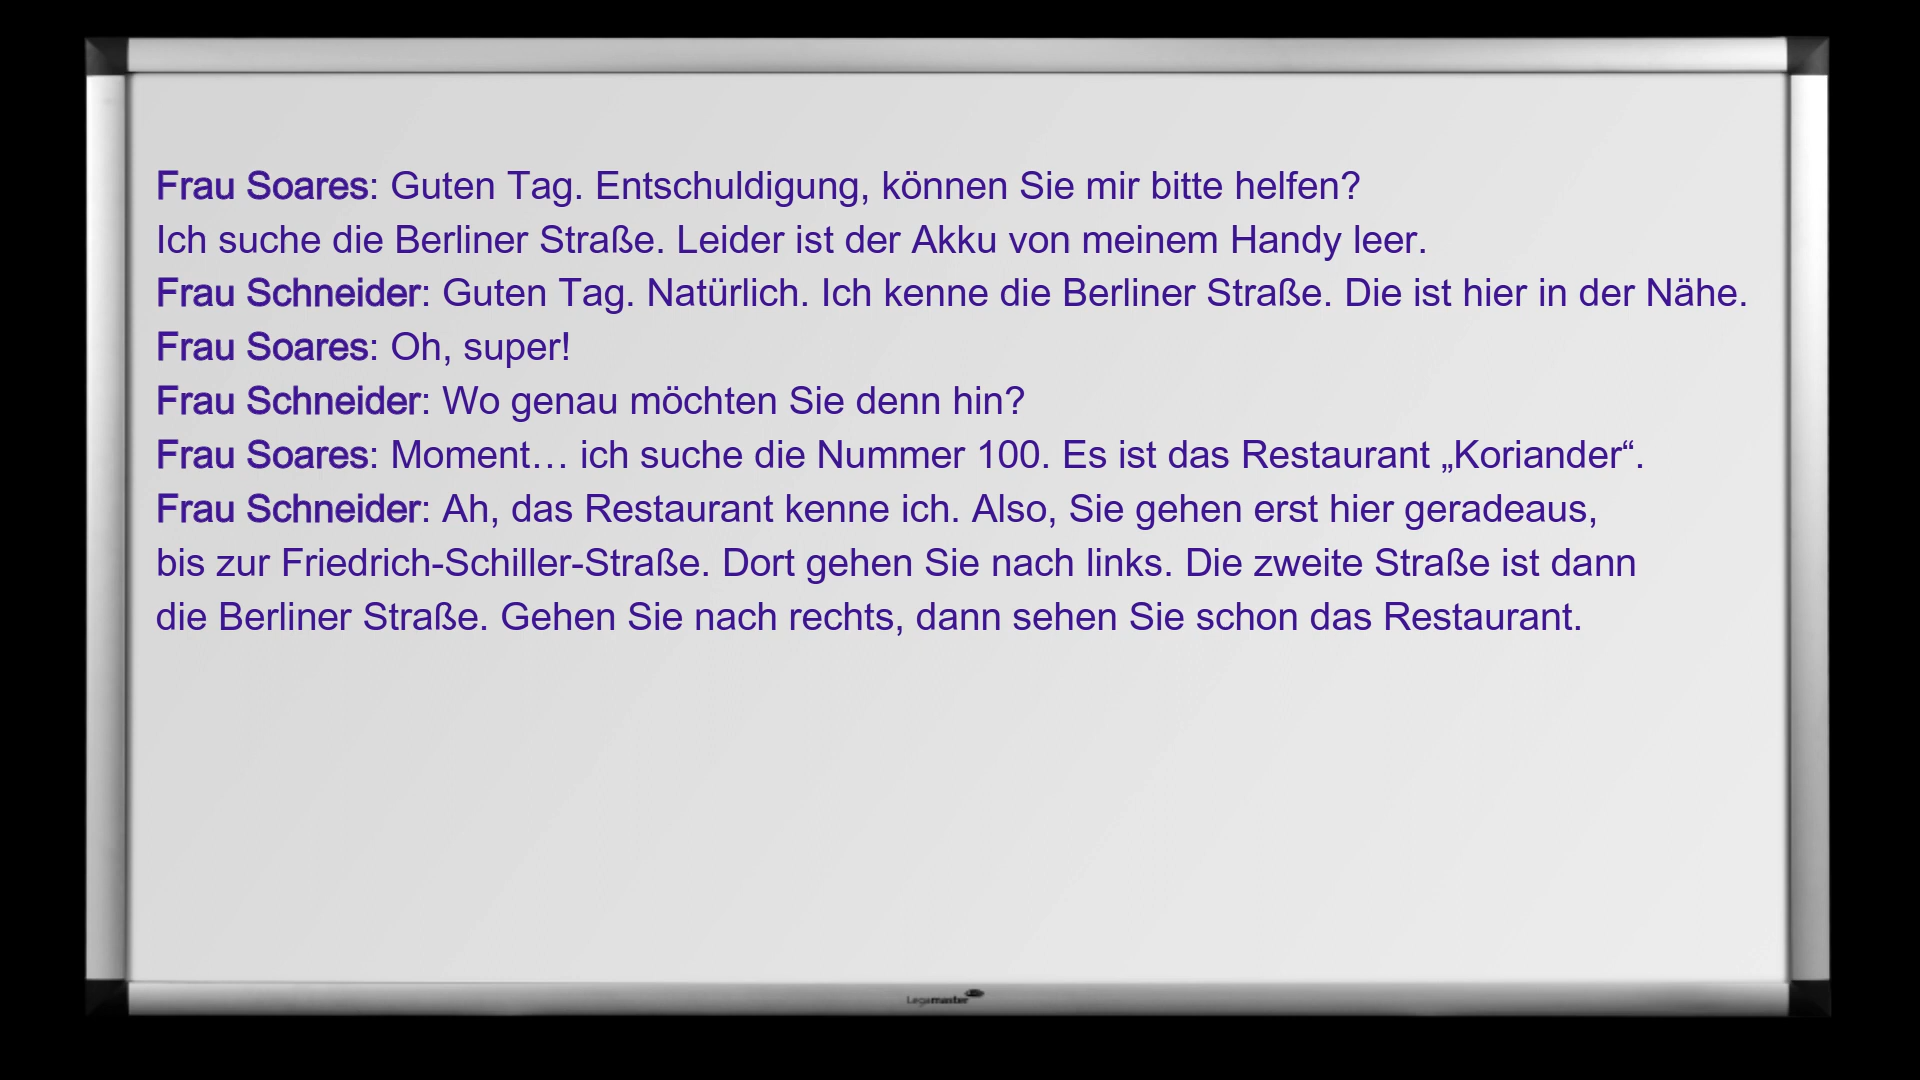 Frau Soares: Guten Tag. Entschuldigung, können Sie mir bitte helfen?
Ich suche die Berliner Straße. Leider ist der Akku von meinem Handy leer.
Frau Schneider: Guten Tag. Natürlich. Ich kenne die Berliner Straße. Die ist hier in der Nähe.
Frau Soares: Oh, super!
Frau Schneider: Wo genau möchten Sie denn hin?
Frau Soares: Moment… ich suche die Nummer 100. Es ist das Restaurant „Koriander“.
Frau Schneider: Ah, das Restaurant kenne ich. Also, Sie gehen erst hier geradeaus,
bis zur Friedrich-Schiller-Straße. Dort gehen Sie nach links. Die zweite Straße ist dann
die Berliner Straße. Gehen Sie nach rechts, dann sehen Sie schon das Restaurant.
Legamaster